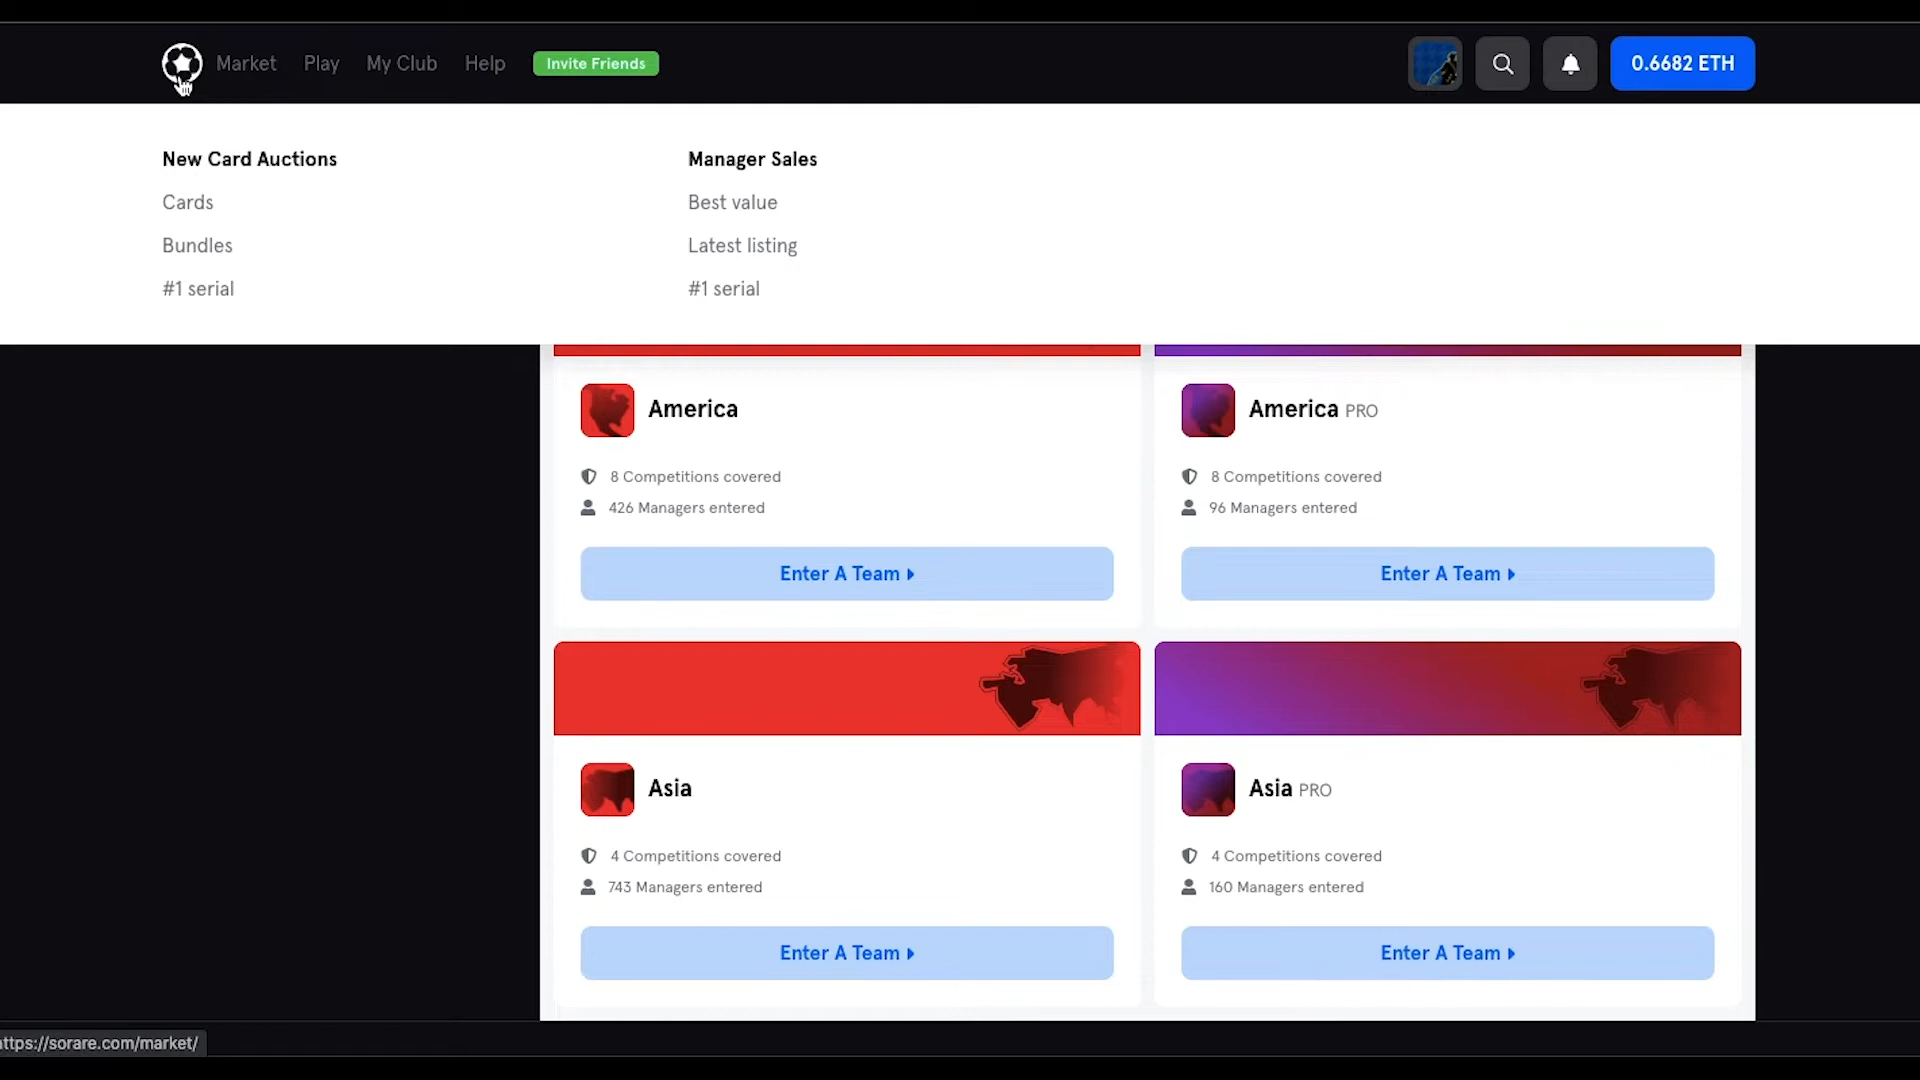 Market Play My Club Help Invite Friends 0.6682 ETH
New Card Auctions
Cards
Bundles
#1 serial
Manager Sales
Best value
Latest listing
#1 serial
America
8 Competitions covered
426 Managers entered
Enter A Team
America PRO
8 Competitions covered
96 Managers entered
Enter A Team
Asia
4 Competitions covered
743 Managers entered
Enter A Team
Asia PRO
4 Competitions covered
160 Managers entered
Enter A Team
https://sorare.com/market/